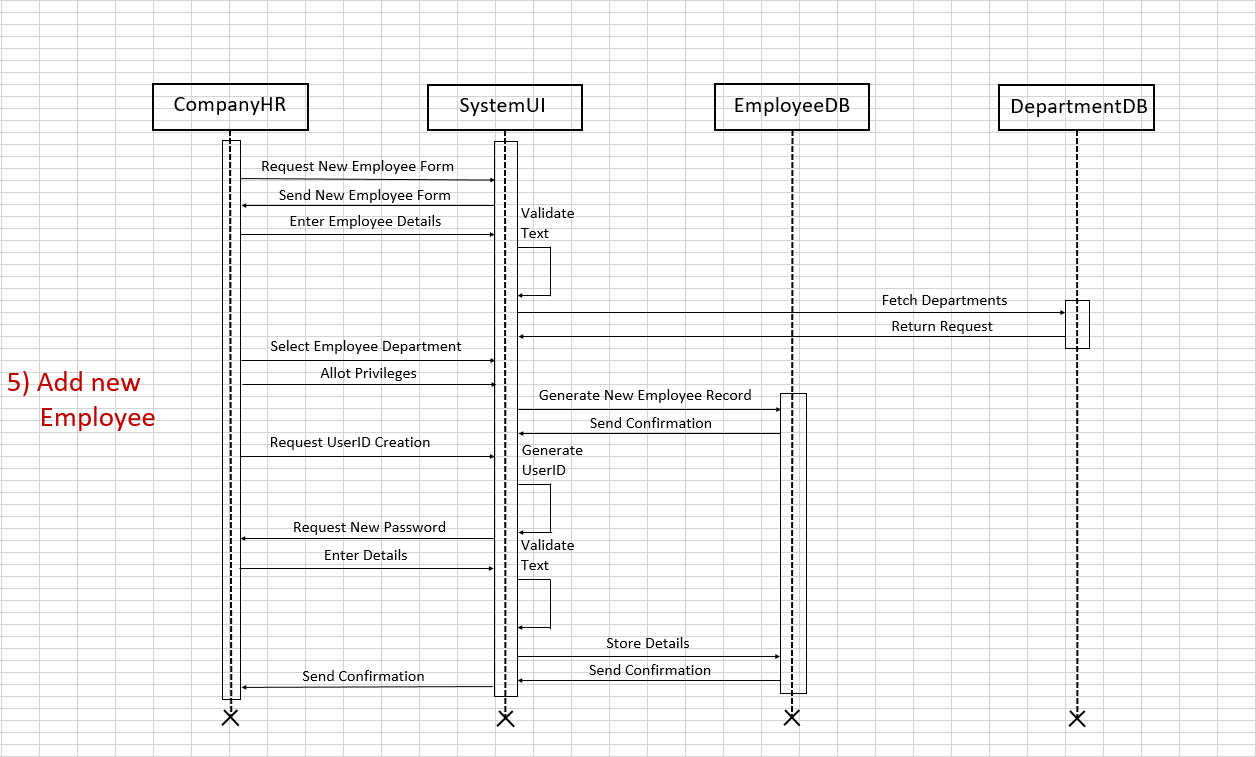 CompanyHR
SystemUI
EmployeeDB
DepartmentDB
Request New Employee Form
Send New Employee Form
Enter Employee Details
Validate
Text
Fetch Departments
Return Request
Select Employee Department
Allot Privileges
5) Add new
Employee
Generate New Employee Record
Send Confirmation
Request UserID Creation
Generate
UserID
Request New Password
Enter Details
Validate
Text
Store Details
Send Confirmation
Send Confirmation